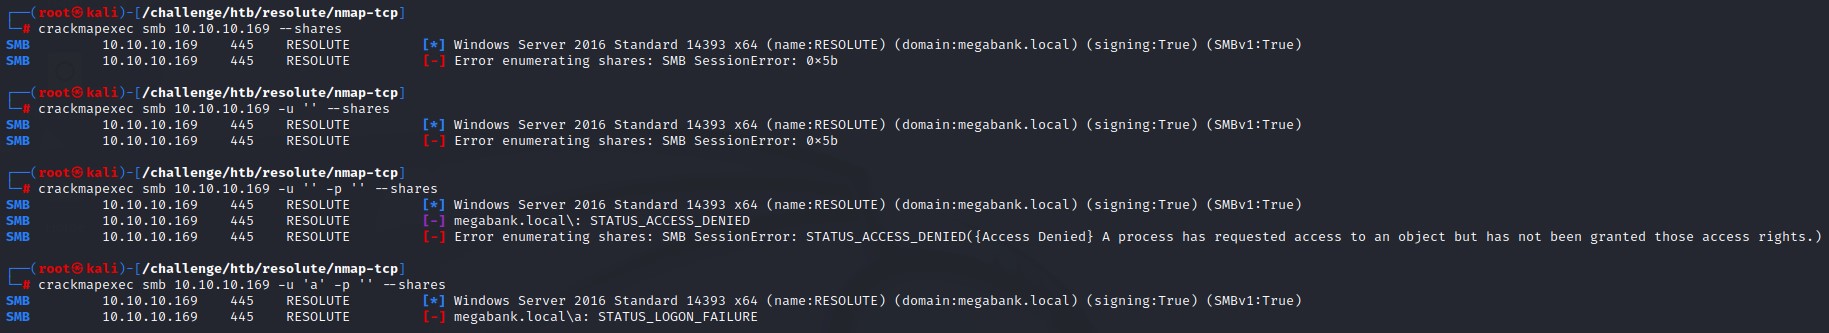 ┌──(root㉿kali)-[/challenge/htb/resolute/nmap-tcp]
└─# crackmapexec smb 10.10.10.169 --shares
SMB         10.10.10.169    445    RESOLUTE         [*] Windows Server 2016 Standard 14393 x64 (name:RESOLUTE) (domain:megabank.local) (signing:True) (SMBv1:True)
SMB         10.10.10.169    445    RESOLUTE         [-] Error enumerating shares: SMB SessionError: 0x5b
┌──(root㉿kali)-[/challenge/htb/resolute/nmap-tcp]
└─# crackmapexec smb 10.10.10.169 -u '' --shares
SMB         10.10.10.169    445    RESOLUTE         [*] Windows Server 2016 Standard 14393 x64 (name:RESOLUTE) (domain:megabank.local) (signing:True) (SMBv1:True)
SMB         10.10.10.169    445    RESOLUTE         [-] Error enumerating shares: SMB SessionError: 0x5b
┌──(root㉿kali)-[/challenge/htb/resolute/nmap-tcp]
└─# crackmapexec smb 10.10.10.169 -u '' -p '' --shares
SMB         10.10.10.169    445    RESOLUTE         [*] Windows Server 2016 Standard 14393 x64 (name:RESOLUTE) (domain:megabank.local) (signing:True) (SMBv1:True)
SMB         10.10.10.169    445    RESOLUTE         [-] megabank.local\: STATUS_ACCESS_DENIED
SMB         10.10.10.169    445    RESOLUTE         [-] Error enumerating shares: SMB SessionError: STATUS_ACCESS_DENIED({Access Denied} A process has requested access to an object but has not been granted those access rights.)
┌──(root㉿kali)-[/challenge/htb/resolute/nmap-tcp]
└─# crackmapexec smb 10.10.10.169 -u 'a' -p '' --shares
SMB         10.10.10.169    445    RESOLUTE         [*] Windows Server 2016 Standard 14393 x64 (name:RESOLUTE) (domain:megabank.local) (signing:True) (SMBv1:True)
SMB         10.10.10.169    445    RESOLUTE         [-] megabank.local\a: STATUS_LOGON_FAILURE